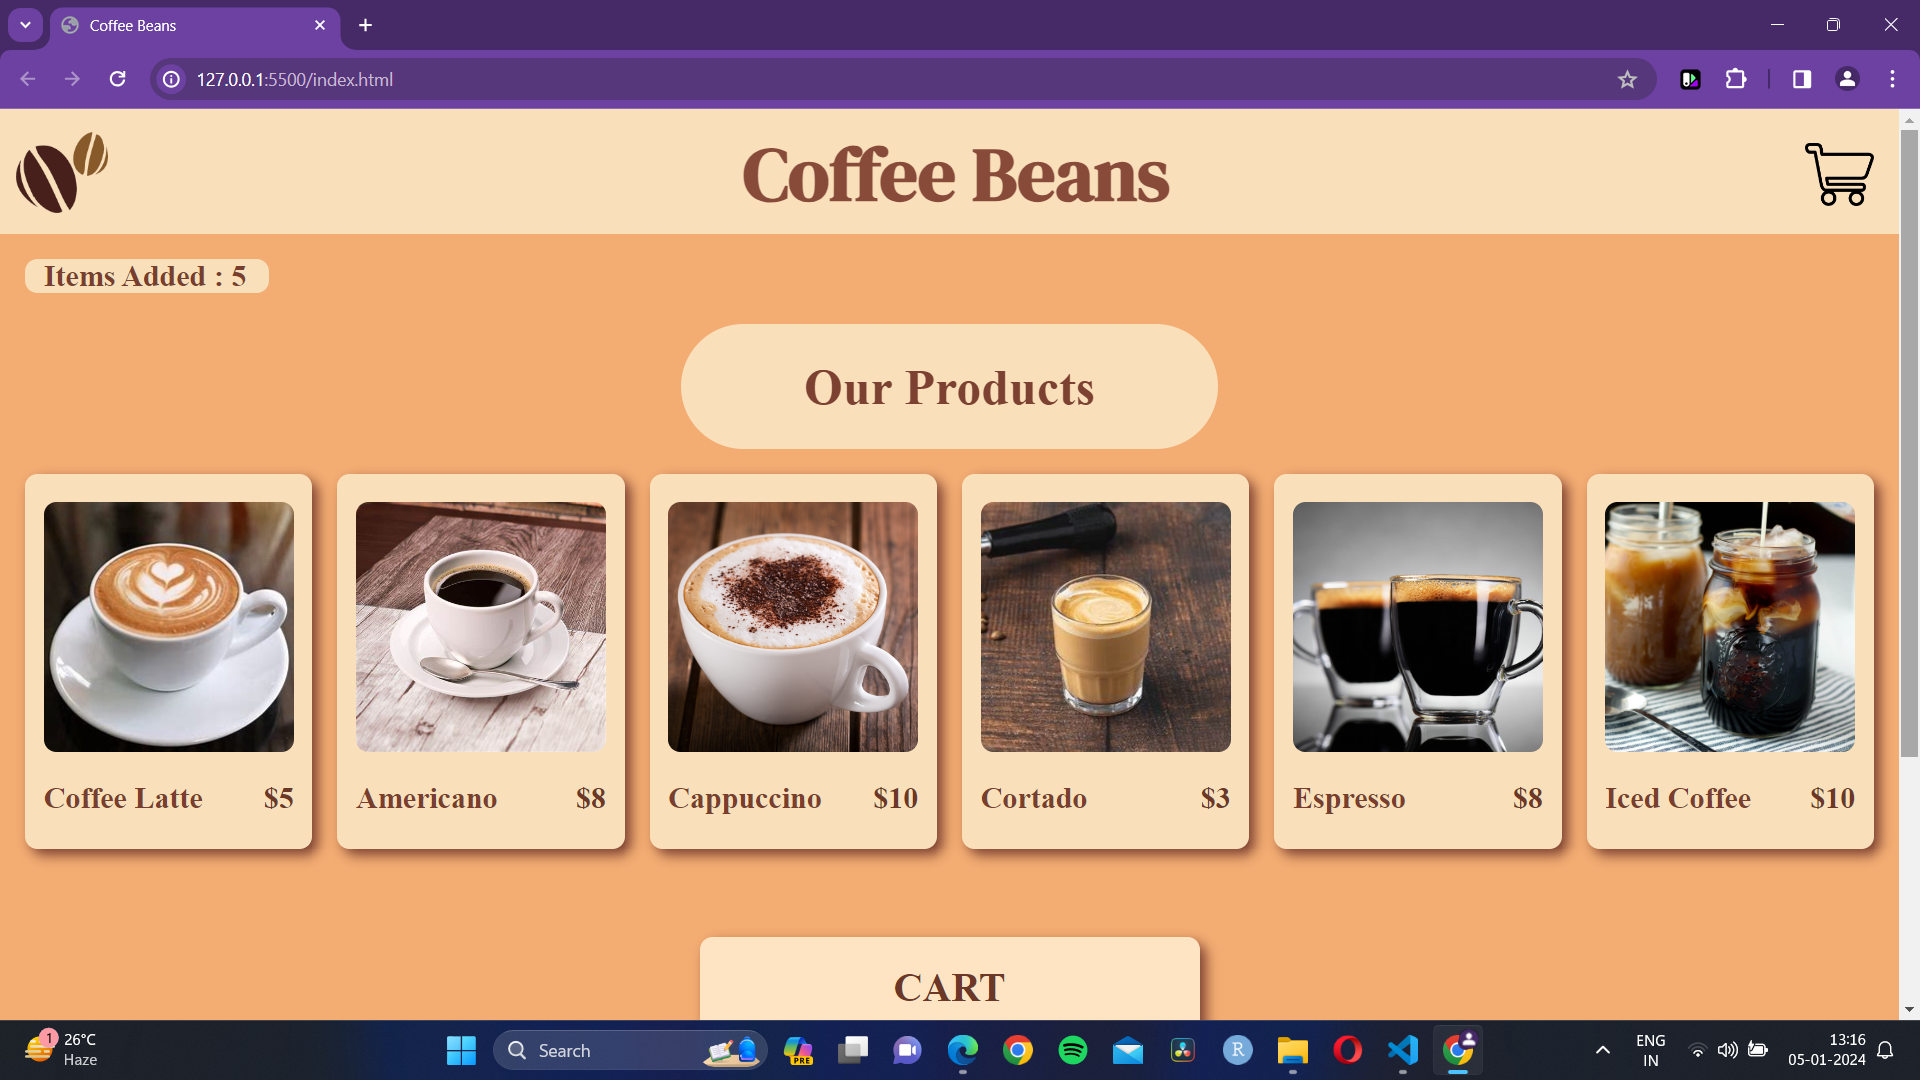 Coffee Beans
127.0.0.1:5500/index.html
Coffee Beans
Items Added : 5
Our Products
Coffee Latte $5
Americano $8
Cappuccino $10
Cortado $3
Espresso $8
Iced Coffee $10
CART
1
26°C
Haze
Search
PRE
R
ENG
IN
13:16
05-01-2024